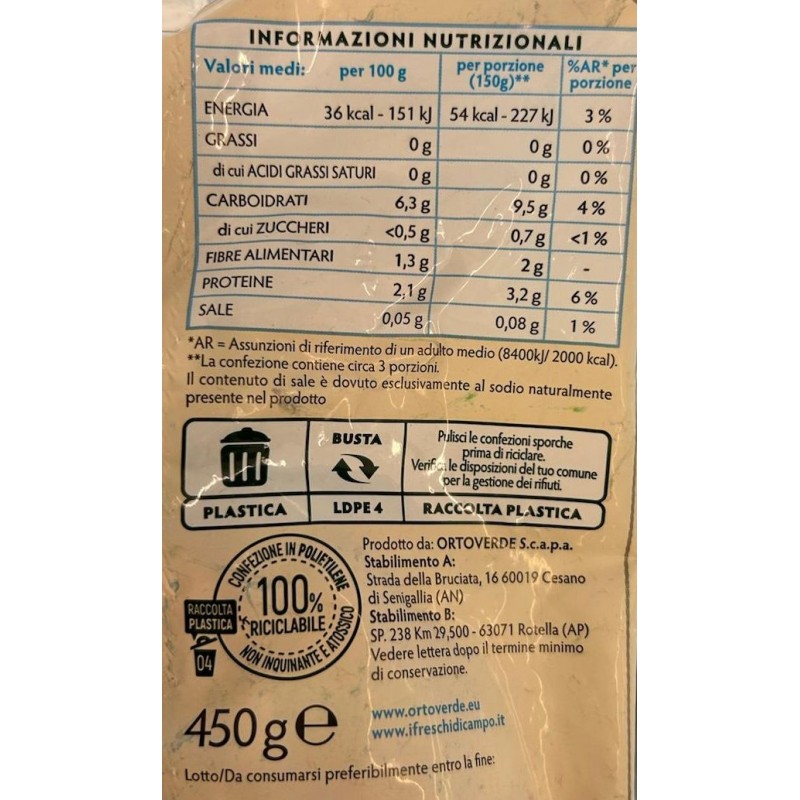 INFORMAZIONI NUTRIZIONALI
Valori medi: per 100 g per porzione (150g)** %AR* per porzione
ENERGIA 36 kcal - 151 kJ 54 kcal - 227 kJ 3 %
GRASSI 0 g 0 g 0 %
di cui ACIDI GRASSI SATURI 0 g 0 g 0 %
CARBOIDRATI 6,3 g 9,5 g 4 %
di cui ZUCCHERI <0,5 g 0,7 g <1 %
FIBRE ALIMENTARI 1,3 g 2 g -
PROTEINE 2,1 g 3,2 g 6 %
SALE 0,05 g 0,08 g 1 %
*AR = Assunzioni di riferimento di un adulto medio (8400kJ/ 2000 kcal).
**La confezione contiene circa 3 porzioni.
Il contenuto di sale è dovuto esclusivamente al sodio naturalmente
presente nel prodotto
BUSTA
Pulisci le confezioni sporche
prima di riciclare.
Verifica le disposizioni del tuo comune
per la gestione dei rifiuti.
PLASTICA LDPE 4 RACCOLTA PLASTICA
CONFEZIONE IN POLIETILENE
100%
RICICLABILE
NON INQUINANTE E ATOSSICO
RACCOLTA
PLASTICA
04
Prodotto da: ORTOVERDE S.c.a.p.a.
Stabilimento A:
Strada della Bruciata, 16 60019 Cesano
di Senigallia (AN)
Stabilimento B:
SP. 238 Km 29,500 - 63071 Rotella (AP)
Vedere lettera dopo il termine minimo
di conservazione.
450 g e
www.ortoverde.eu
www.ifreschidicampo.it
Lotto/Da consumarsi preferibilmente entro la fine: